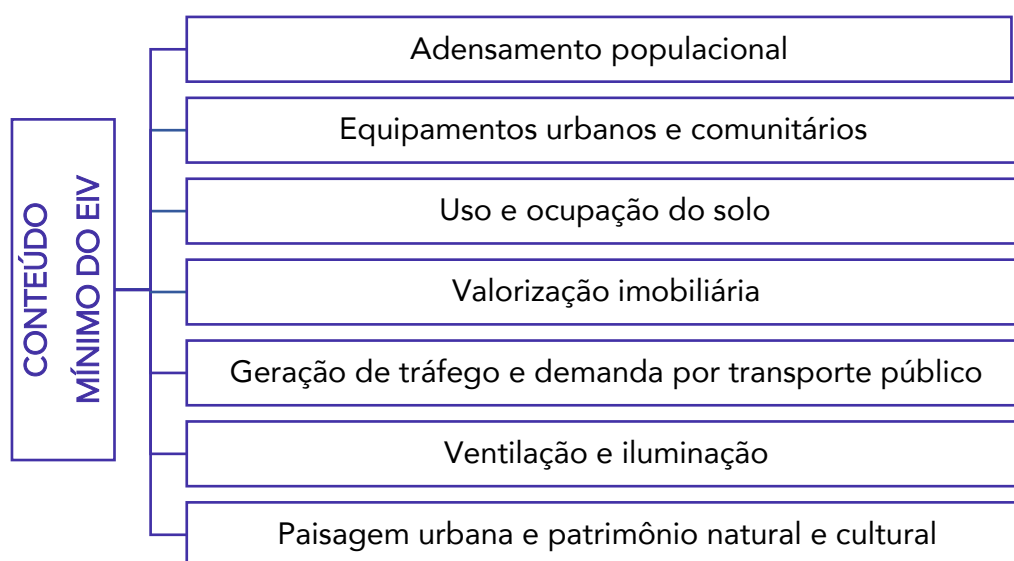 CONTEÚDO
MÍNIMO DO EIV
Adensamento populacional
Equipamentos urbanos e comunitários
Uso e ocupação do solo
Valorização imobiliária
Geração de tráfego e demanda por transporte público
Ventilação e iluminação
Paisagem urbana e patrimônio natural e cultural